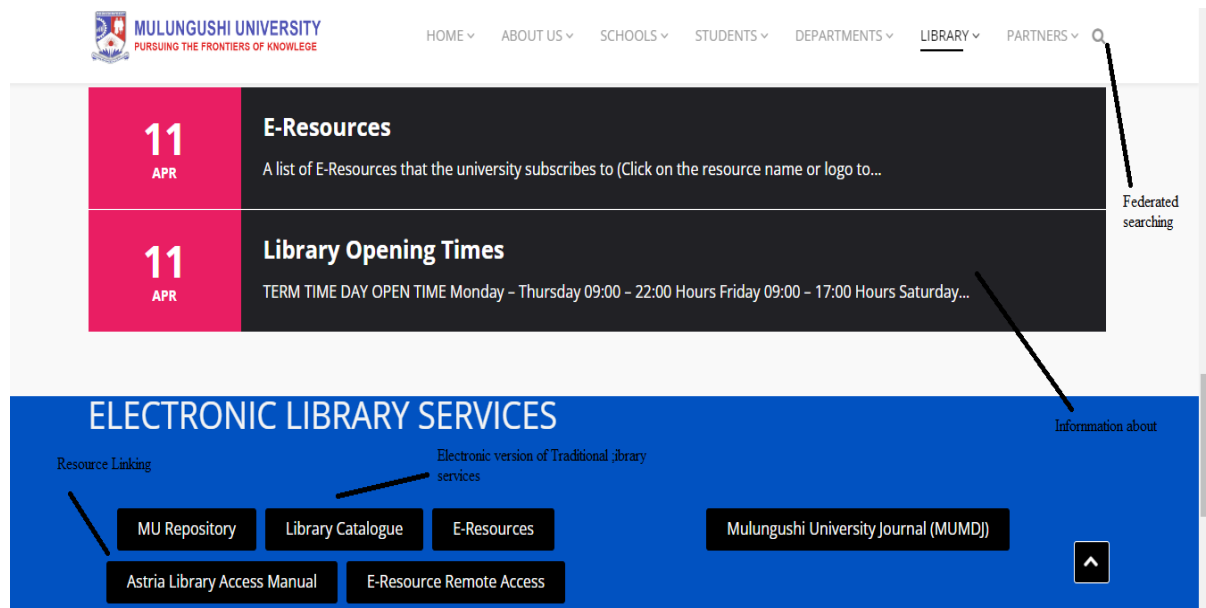 MULUNGUSHI UNIVERSITY
PURSUING THE FRONTIERS OF KNOWLEGE
HOME ABOUT US SCHOOLS STUDENTS DEPARTMENTS LIBRARY PARTNERS
11
APR
E-Resources
A list of E-Resources that the university subscribes to (Click on the resource name or logo to...
Federated
searching
11
APR
Library Opening Times
TERM TIME DAY OPEN TIME Monday – Thursday 09:00 – 22:00 Hours Friday 09:00 – 17:00 Hours Saturday...
ELECTRONIC LIBRARY SERVICES
Infornmation about
Resource Linking
Electronic version of Traditional ;ibrary
services
MU Repository Library Catalogue E-Resources Mulungushi University Journal (MUMDJ)
Astria Library Access Manual E-Resource Remote Access